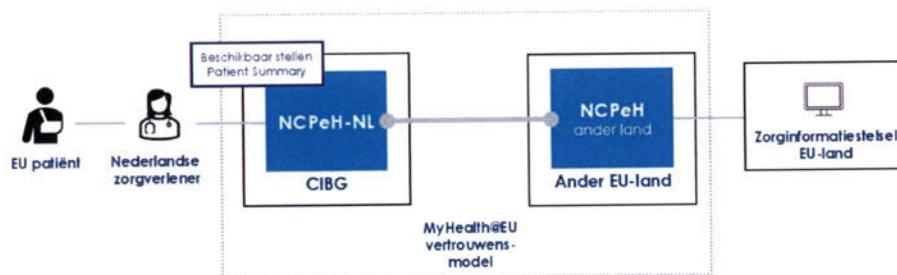 Beschikbaar stellen
Patient Summary
NCPeH-NL
CIBG
NCPeH
ander land
Ander EU-land
EU patiënt
Nederlandse
zorgverlener
Zorginformatiestelsel
EU-land
MyHealth@EU
vertrouwens-
model